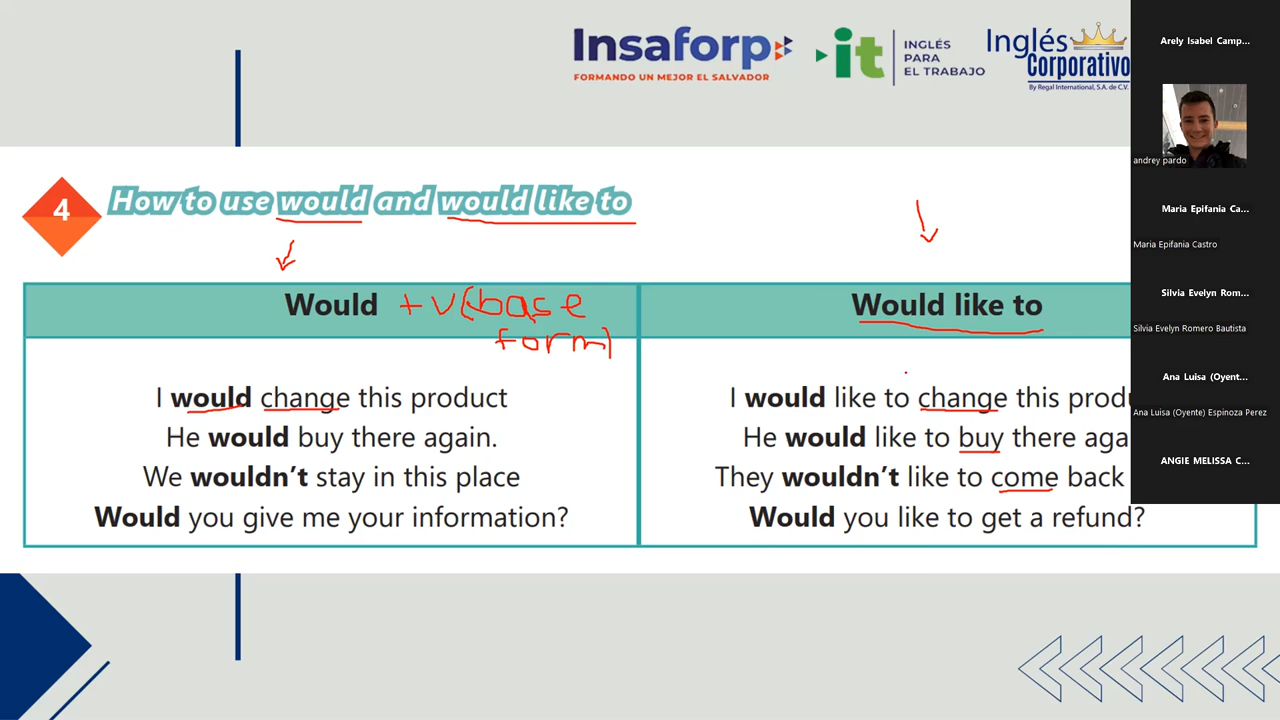 Insaforp
FORMANDO UN MEJOR EL SALVADOR
it
INGLÉS
PARA
EL TRABAJO
Inglés
Corporativo
By Regal International, S.A. de C.V.
4
How to use would and would like to
Would + V(base
form)
I would change this product
He would buy there again.
We wouldn't stay in this place
Would you give me your information?
Would like to
I would like to change this produ
He would like to buy there aga
They wouldn't like to come back
Would you like to get a refund?
Arely Isabel Camp...
andrey pardo
Maria Epifania Ca...
Maria Epifania Castro
Silvia Evelyn Rom...
Silvia Evelyn Romero Bautista
Ana Luisa (Oyent...
Ana Luisa (Oyente) Espinoza Perez
ANGIE MELISSA C...